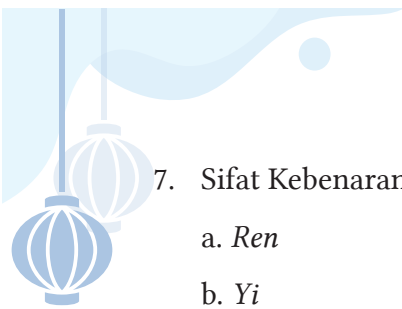 7. Sifat Kebenaran
a. Ren
b. Yi